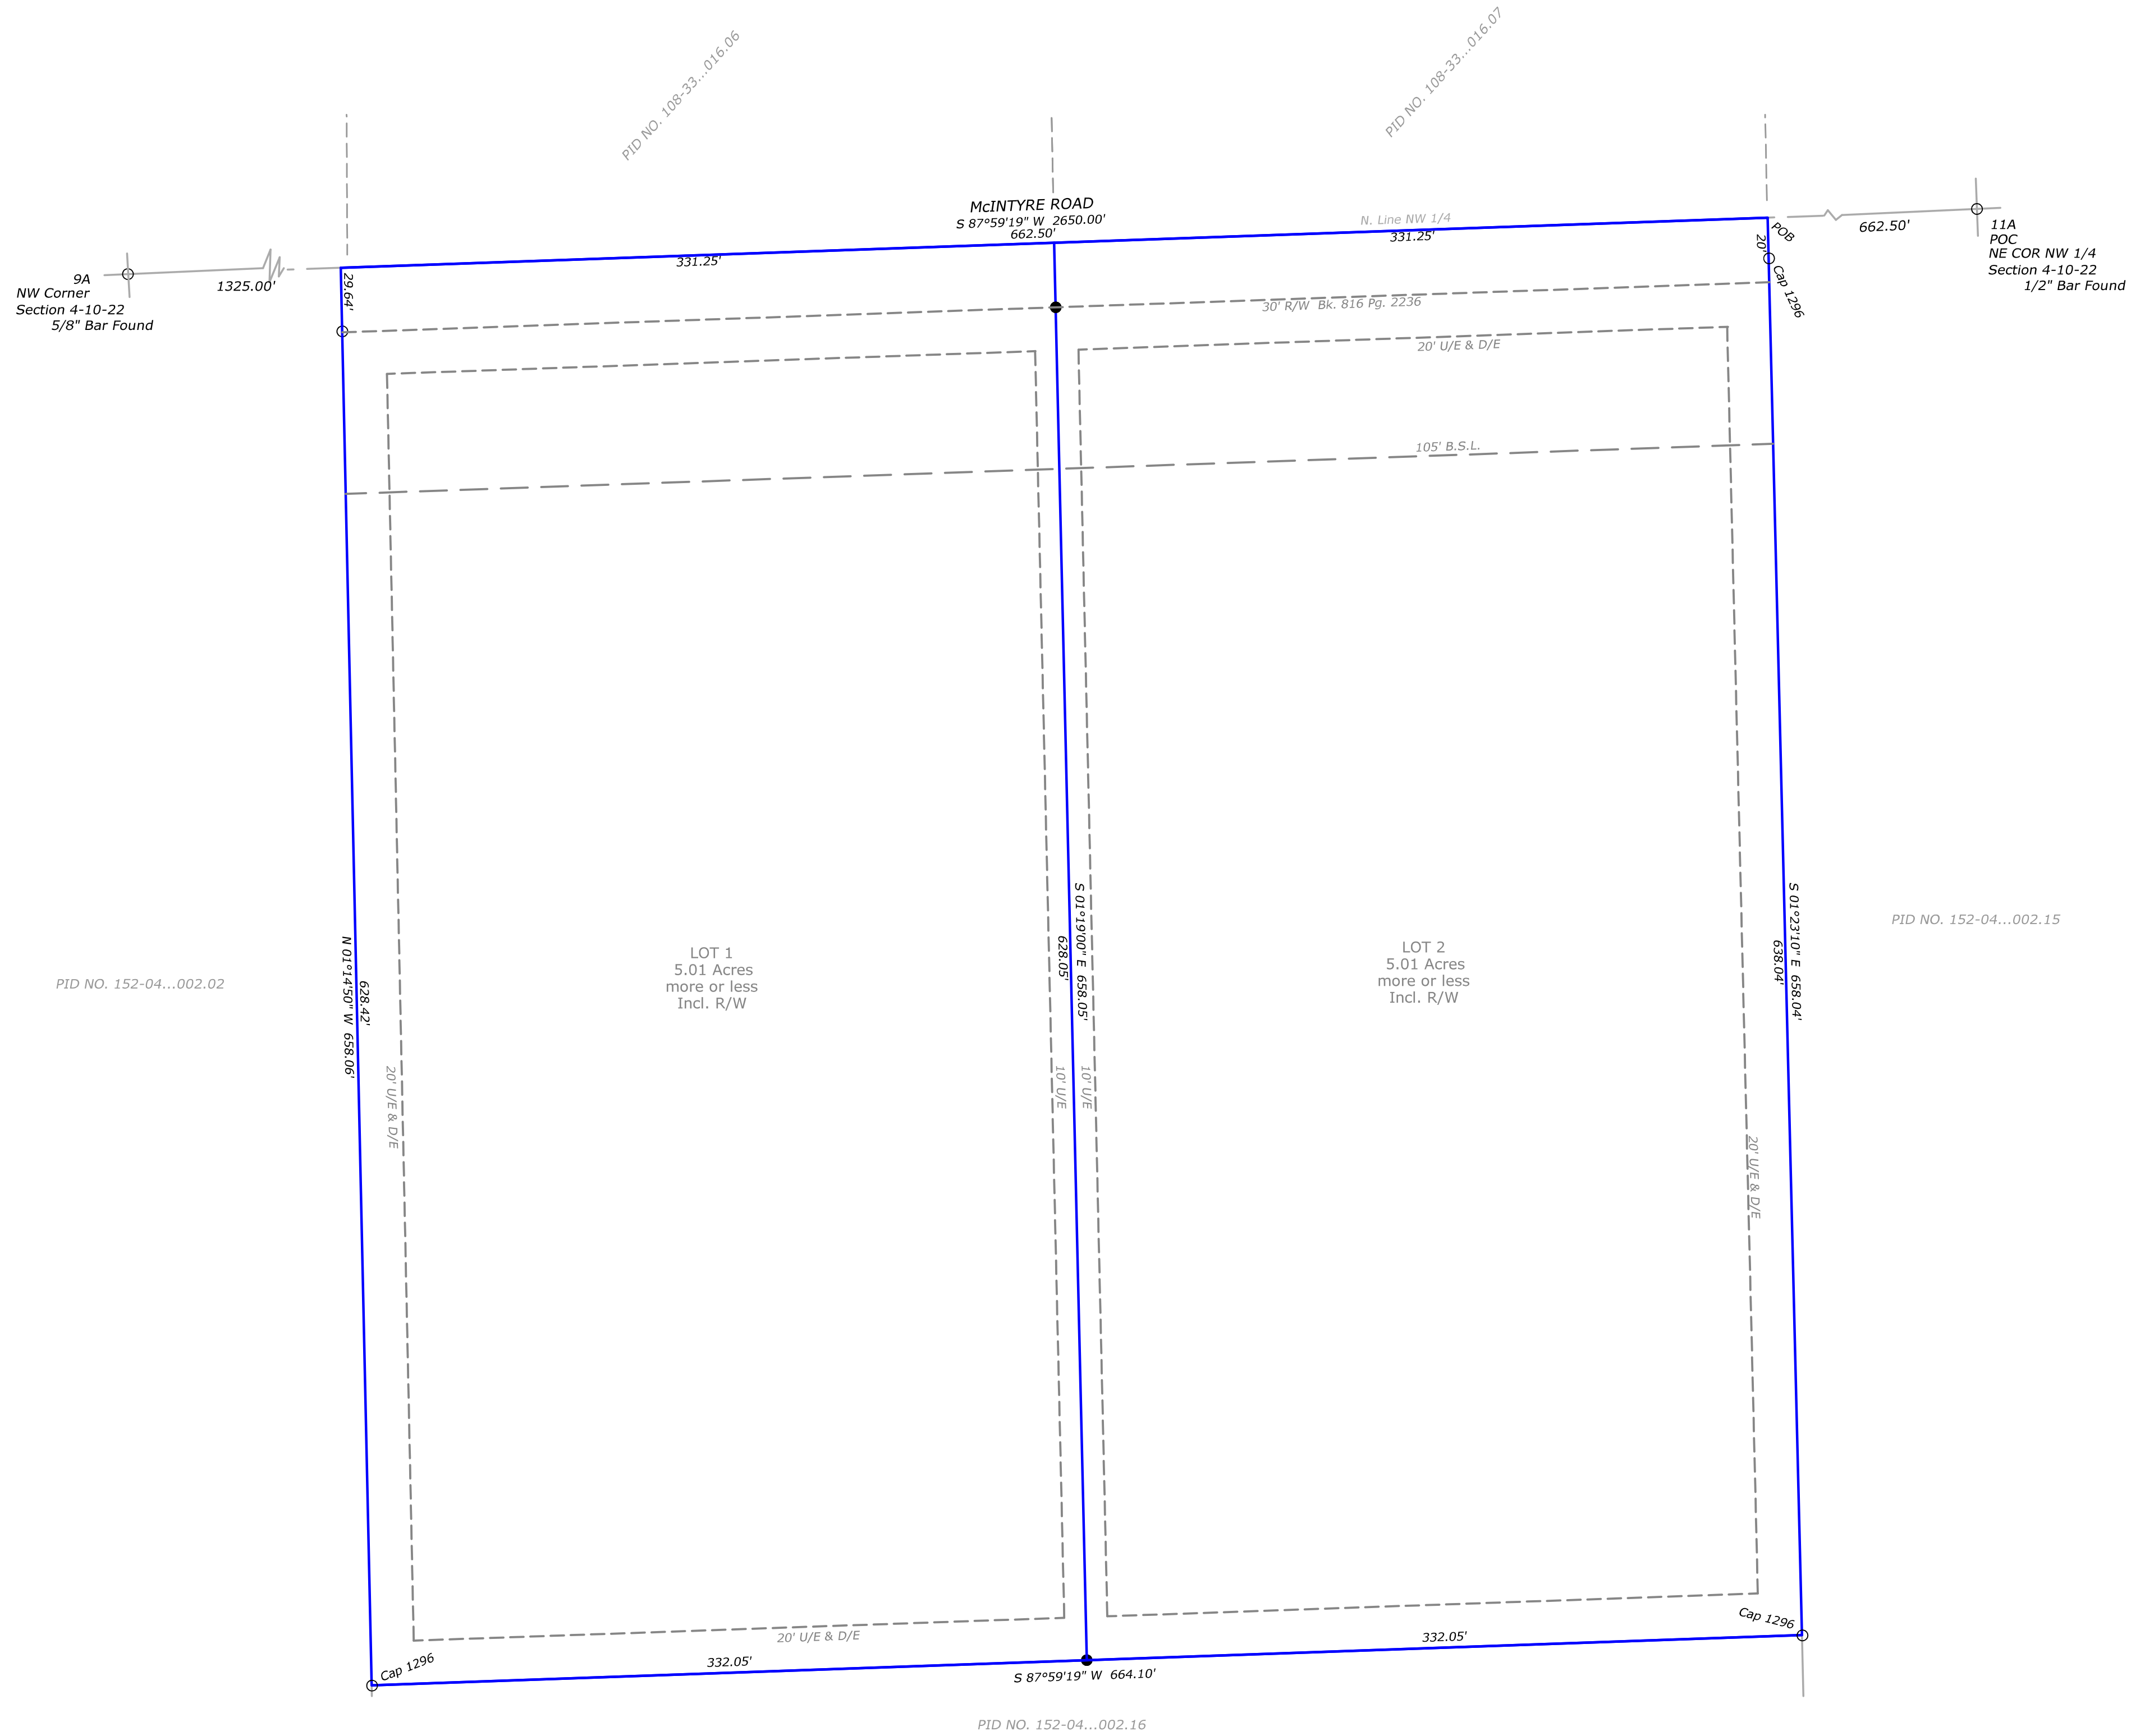 PID NO. 108-33...016.06
PID NO. 108-33...016.07
McINTYRE ROAD
S 87°59'19" W  2650.00'
662.50'
N. Line NW 1/4
331.25'
331.25'
POB
20'
Cap 1296
662.50'
11A
POC
NE COR NW 1/4
Section 4-10-22
1/2" Bar Found
9A
NW Corner
Section 4-10-22
5/8" Bar Found
1325.00'
29.64'
30' R/W  Bk. 816 Pg. 2236
20' U/E & D/E
105' B.S.L.
LOT 1
5.01 Acres
more or less
Incl. R/W
LOT 2
5.01 Acres
more or less
Incl. R/W
PID NO. 152-04...002.02
N 01°14'50" W  658.06'
628.42'
20' U/E & D/E
628.05'
S 01°19'00" E  658.05'
10' U/E
10' U/E
638.04'
S 01°23'10" E  658.04'
20' U/E & D/E
PID NO. 152-04...002.15
Cap 1296
20' U/E & D/E
332.05'
332.05'
Cap 1296
S 87°59'19" W  664.10'
PID NO. 152-04...002.16